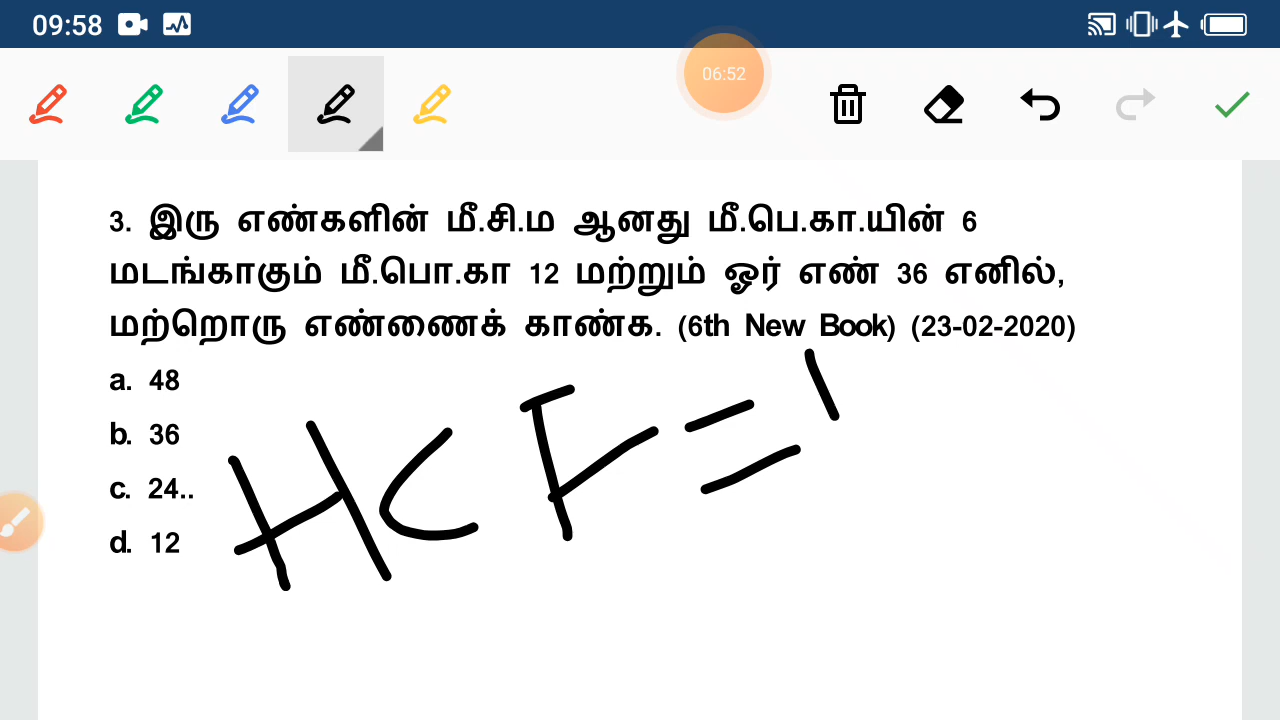 09:58
06:52
3. இரு எண்களின் மீ.சி.ம ஆனது மீ.பெ.கா.யின் 6
மடங்காகும் மீ.பொ.கா 12 மற்றும் ஓர் எண் 36 எனில்,
மற்றொரு எண்ணைக் காண்க. (6th New Book) (23-02-2020)
a. 48
b. 36
c. 24..
d. 12
HCF = 1